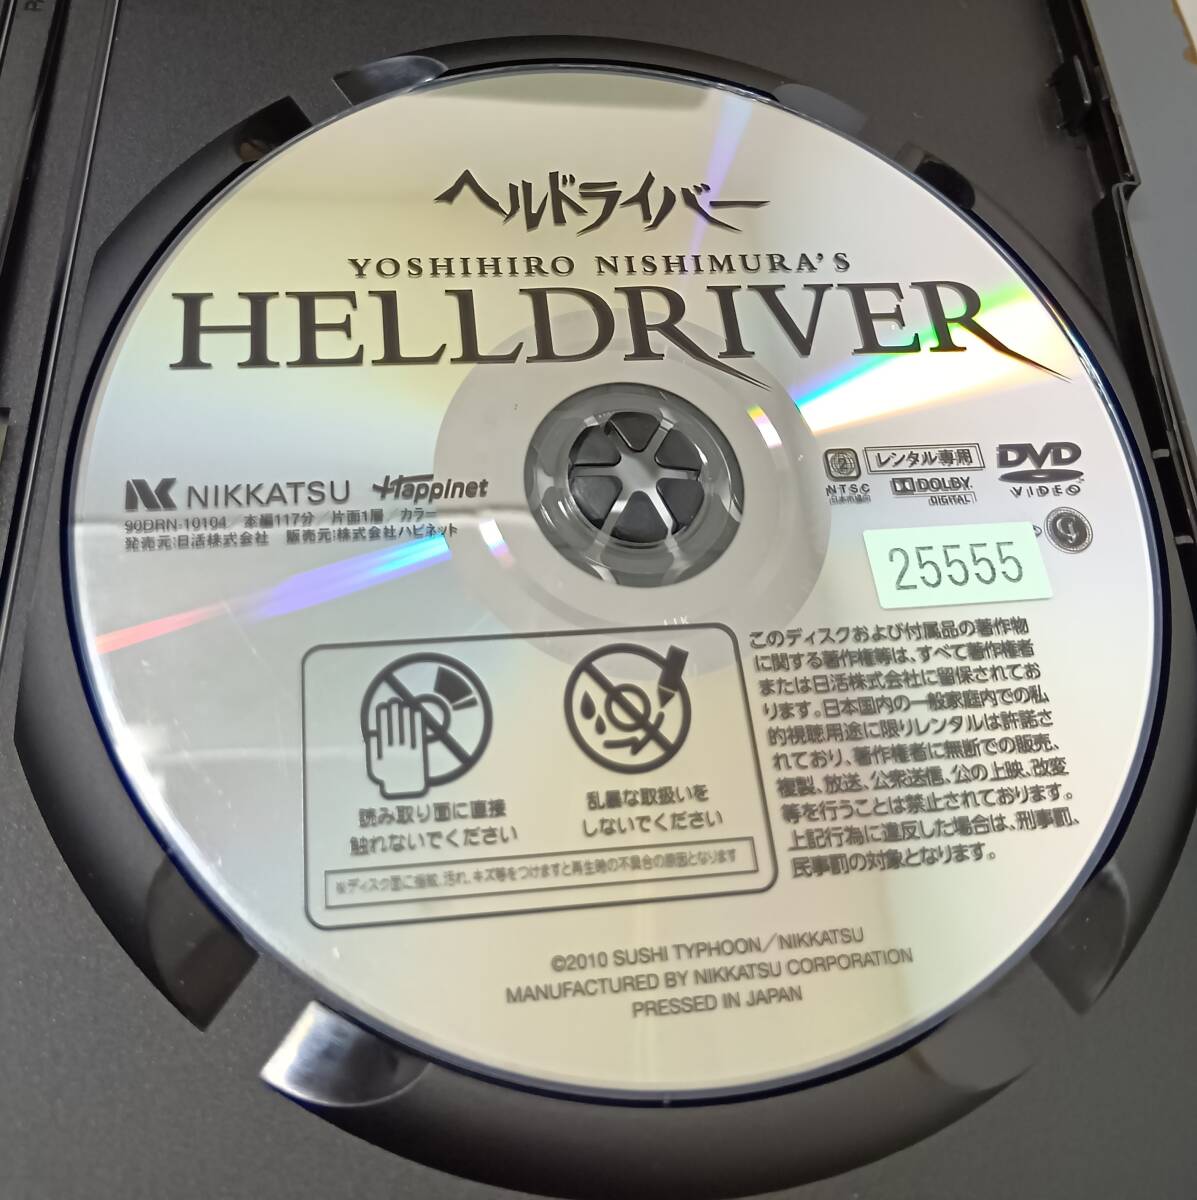 ヘルドライバー
YOSHIHIRO NISHIMURA'S
HELLDRIVER
NIKKATSU Happinet
90DRN-10104 本編117分／片面1層／カラー
発売元:日活株式会社 販売元:株式会社ハピネット
2
NTSC
日本市場向
レンタル専用
DOLBY
DIGITAL
DVD
VIDEO
25555
このディスクおよび付属品の著作物
に関する著作権等は、すべて著作権者
または日活株式会社に留保されてお
ります。日本国内の一般家庭内での私
的視聴用途に限りレンタルは許諾さ
れており、著作権者に無断での販売、
複製、放送、公衆送信、公の上映、改変
等を行うことは禁止されております。
上記行為に違反した場合は、刑事罰、
民事罰の対象となります。
読み取り面に直接
触れないでください
乱暴な取扱いを
しないでください
※ディスク面に指紋、汚れ、キズ等をつけますと再生時の不具合の原因となります
©2010 SUSHI TYPHOON／NIKKATSU
MANUFACTURED BY NIKKATSU CORPORATION
PRESSED IN JAPAN